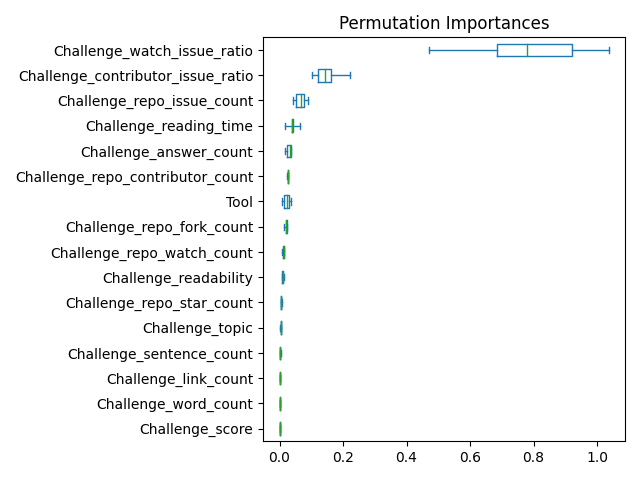 Permutation Importances
Challenge_watch_issue_ratio
Challenge_contributor_issue_ratio
Challenge_repo_issue_count
Challenge_reading_time
Challenge_answer_count
Challenge_repo_contributor_count
Tool
Challenge_repo_fork_count
Challenge_repo_watch_count
Challenge_readability
Challenge_repo_star_count
Challenge_topic
Challenge_sentence_count
Challenge_link_count
Challenge_word_count
Challenge_score
0.0 0.2 0.4 0.6 0.8 1.0